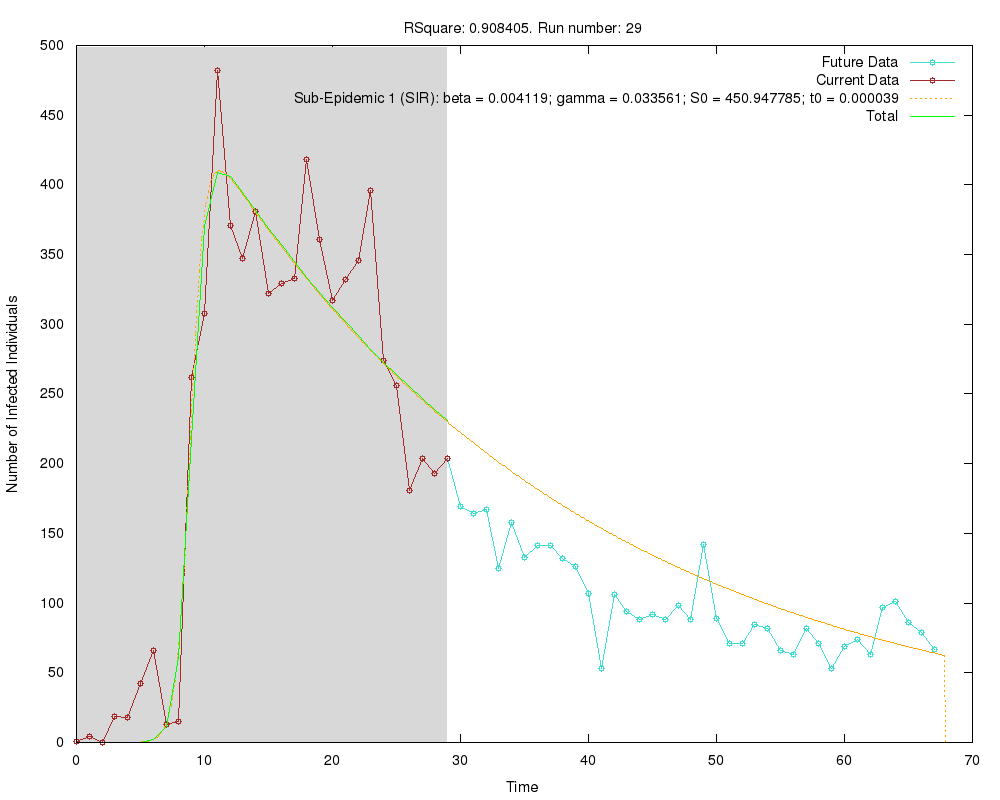 RSquare: 0.908405. Run number: 29
Future Data
Current Data
Sub-Epidemic 1 (SIR): beta = 0.004119; gamma = 0.033561; S0 = 450.947785; t0 = 0.000039
Total
500
450
400
350
300
250
200
150
100
50
0
Number of Infected Individuals
0 10 20 30 40 50 60 70
Time